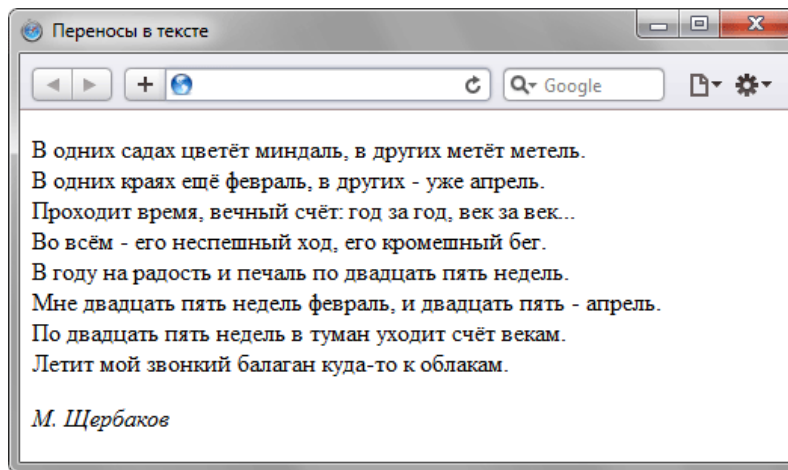 Переносы в тексте
Google
В одних садах цветёт миндаль, в других метёт метель.
В одних краях ещё февраль, в других - уже апрель.
Проходит время, вечный счёт: год за год, век за век...
Во всём - его неспешный ход, его кромешный бег.
В году на радость и печаль по двадцать пять недель.
Мне двадцать пять недель февраль, и двадцать пять - апрель.
По двадцать пять недель в туман уходит счёт векам.
Летит мой звонкий балаган куда-то к облакам.
М. Щербаков